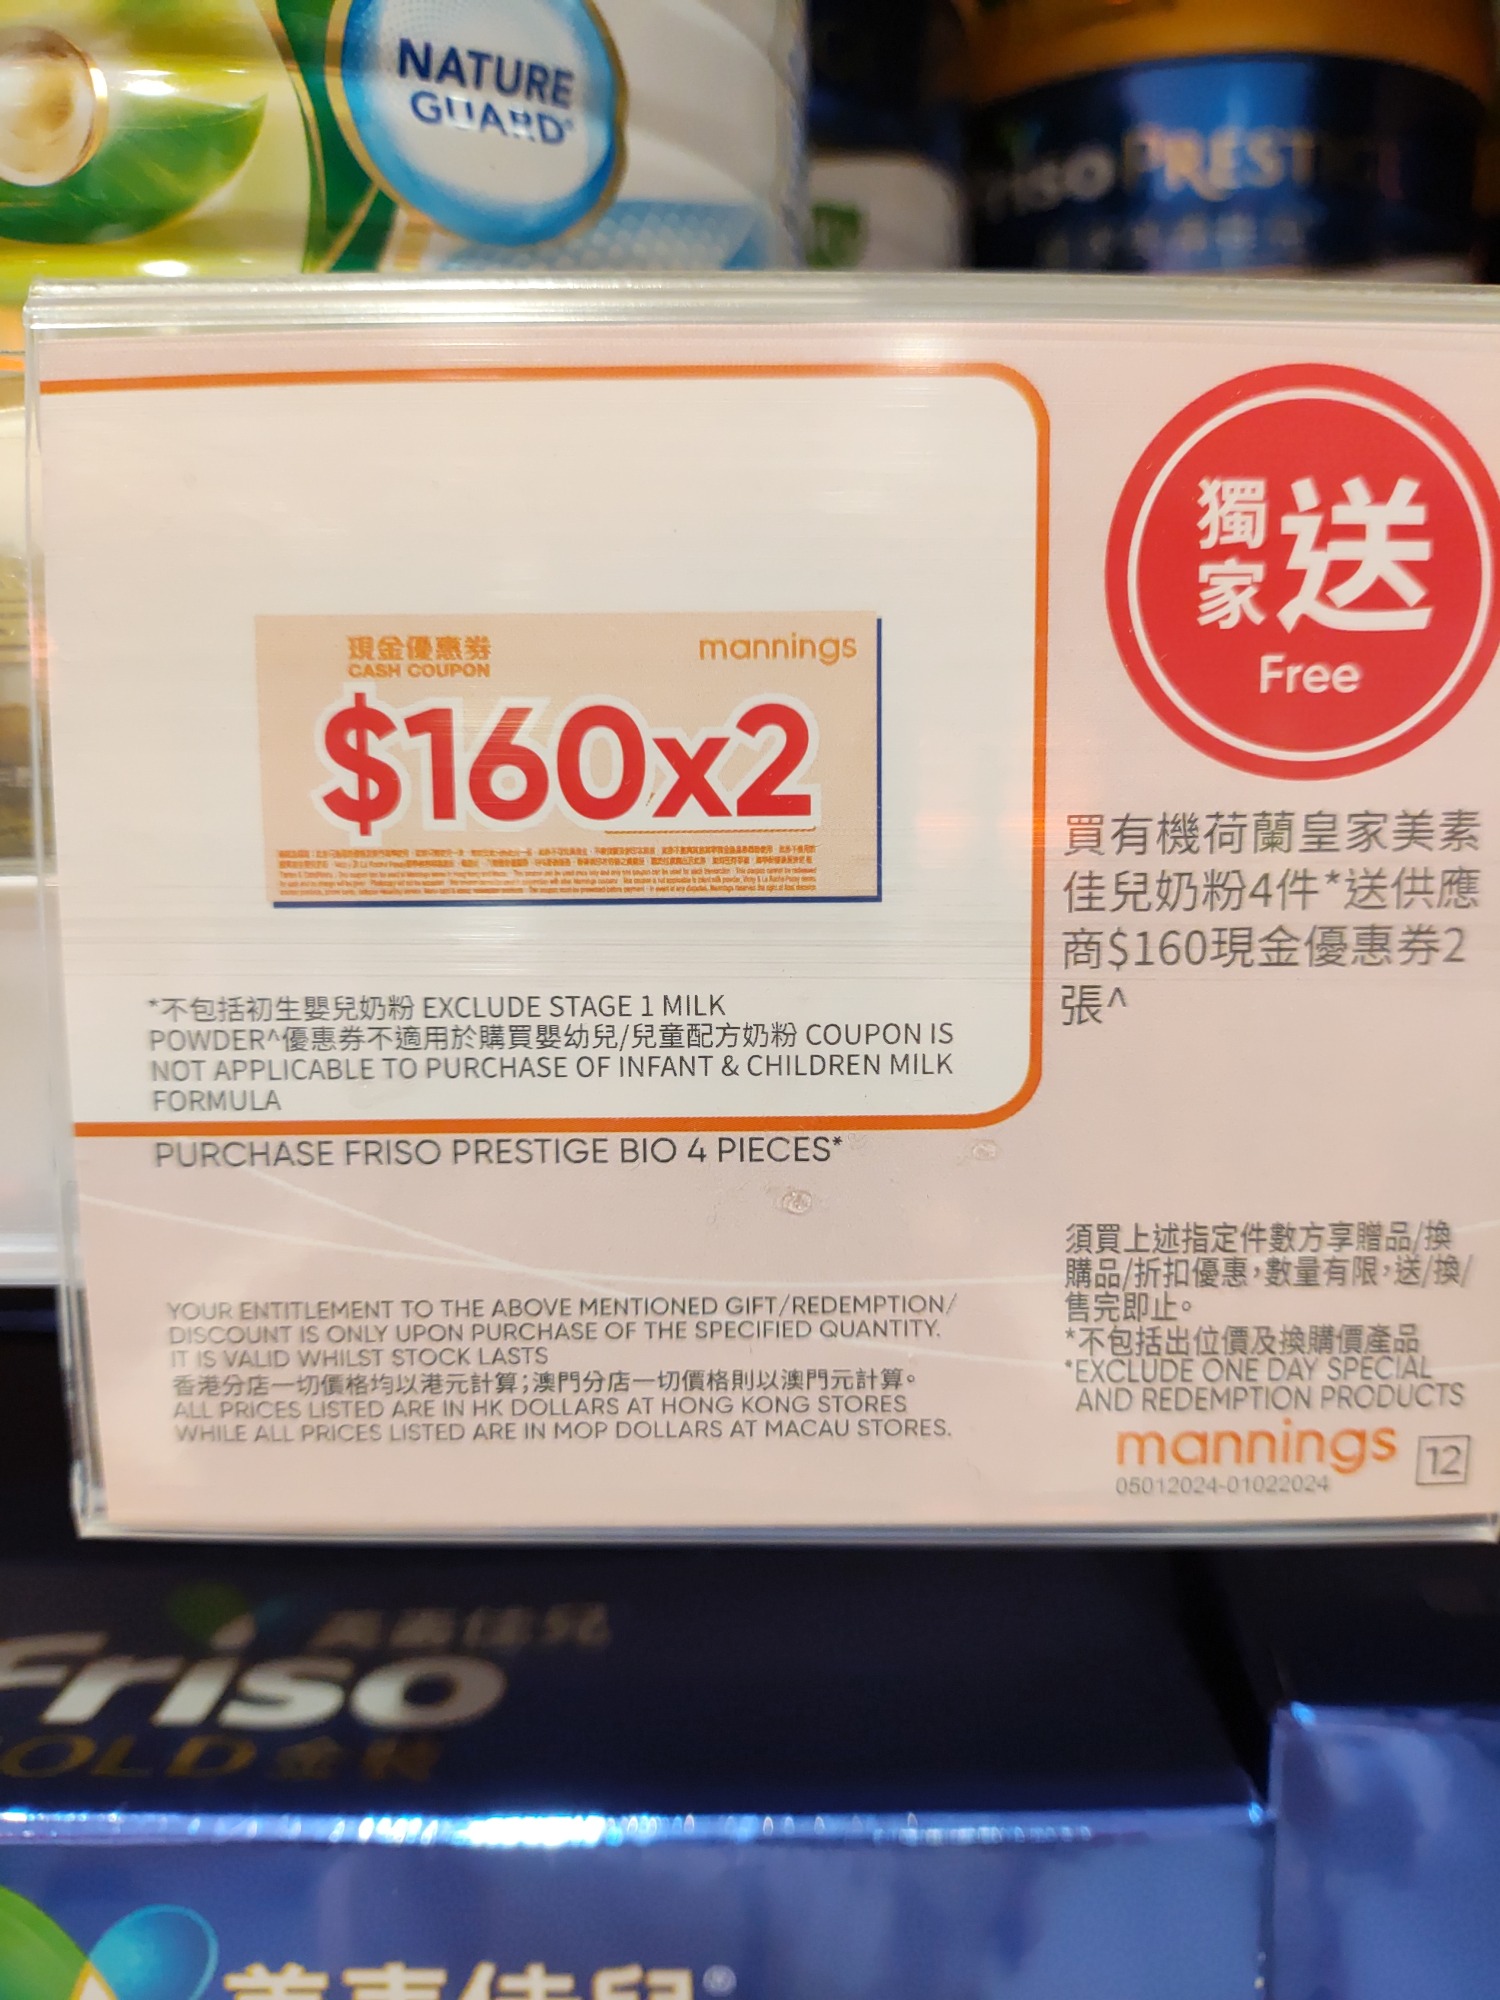 NATURE
GUARD
FRISO PRESTIGE
獨家送
Free
現金優惠券
CASH COUPON
mannings
$160x2
買有機荷蘭皇家美素
佳兒奶粉4件*送供應
商$160現金優惠券2
張^
*不包括初生嬰兒奶粉 EXCLUDE STAGE 1 MILK
POWDER^優惠券不適用於購買嬰幼兒/兒童配方奶粉 COUPON IS
NOT APPLICABLE TO PURCHASE OF INFANT & CHILDREN MILK
FORMULA
PURCHASE FRISO PRESTIGE BIO 4 PIECES*
YOUR ENTITLEMENT TO THE ABOVE MENTIONED GIFT/REDEMPTION/
DISCOUNT IS ONLY UPON PURCHASE OF THE SPECIFIED QUANTITY.
IT IS VALID WHILST STOCK LASTS
香港分店一切價格均以港元計算;澳門分店一切價格則以澳門元計算。
ALL PRICES LISTED ARE IN HK DOLLARS AT HONG KONG STORES
WHILE ALL PRICES LISTED ARE IN MOP DOLLARS AT MACAU STORES.
須買上述指定件數方享贈品/換
購品/折扣優惠,數量有限,送/換/
售完即止。
*不包括出位價及換購價產品
*EXCLUDE ONE DAY SPECIAL
AND REDEMPTION PRODUCTS
mannings 12
05012024-01022024
美素佳兒
Friso
GOLD 金裝
美素佳兒®